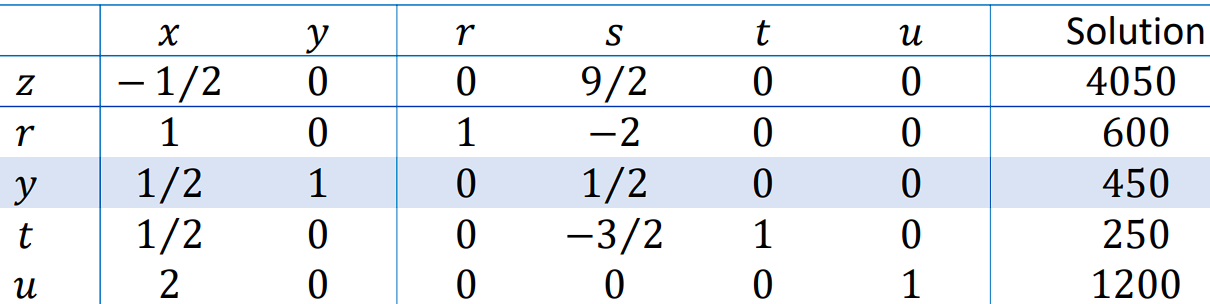 x y r s t u Solution
z − 1/2 0 0 9/2 0 0 4050
r 1 0 1 −2 0 0 600
y 1/2 1 0 1/2 0 0 450
t 1/2 0 0 −3/2 1 0 250
u 2 0 0 0 0 1 1200